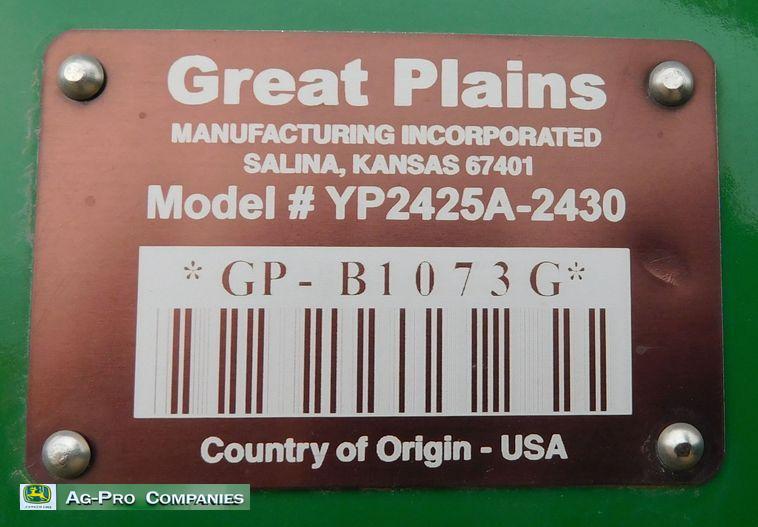 Great Plains
MANUFACTURING INCORPORATED
SALINA, KANSAS 67401
Model # YP2425A-2430
*GP-B1073G*
Country of Origin - USA
AG-PRO COMPANIES